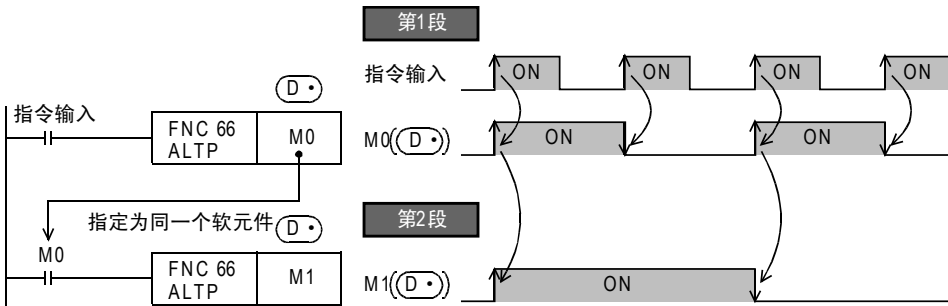 第1段
指令输入 ON ON ON ON
D •
指令输入
FNC 66 ALTP M0
M0(D •) ON ON
指定为同一个软元件 D •
第2段
M0
FNC 66 ALTP M1
M1(D •) ON